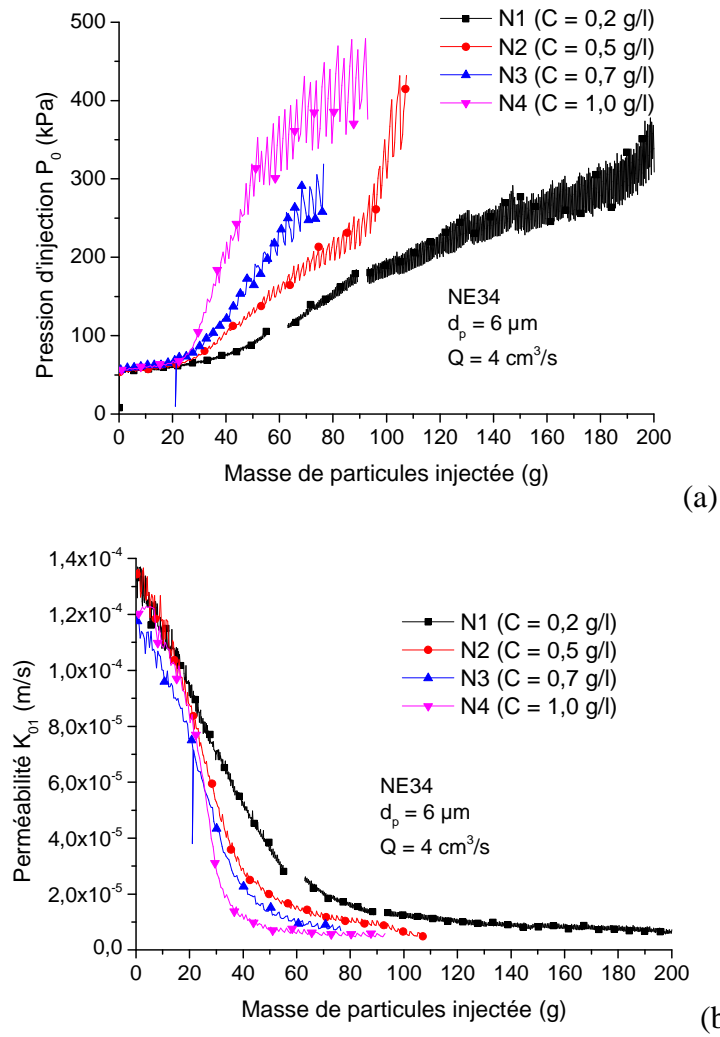 500
400
300
200
100
0
Pression d'injection P0 (kPa)
N1 (C = 0,2 g/l)
N2 (C = 0,5 g/l)
N3 (C = 0,7 g/l)
N4 (C = 1,0 g/l)
NE34
dp = 6 µm
Q = 4 cm³/s
0 20 40 60 80 100 120 140 160 180 200
Masse de particules injectée (g)
(a)
1,4x10⁻⁴
1,2x10⁻⁴
1,0x10⁻⁴
8,0x10⁻⁵
6,0x10⁻⁵
4,0x10⁻⁵
2,0x10⁻⁵
0,0
Perméabilité K01 (m/s)
N1 (C = 0,2 g/l)
N2 (C = 0,5 g/l)
N3 (C = 0,7 g/l)
N4 (C = 1,0 g/l)
NE34
dp = 6 µm
Q = 4 cm³/s
0 20 40 60 80 100 120 140 160 180 200
Masse de particules injectée (g)
(b